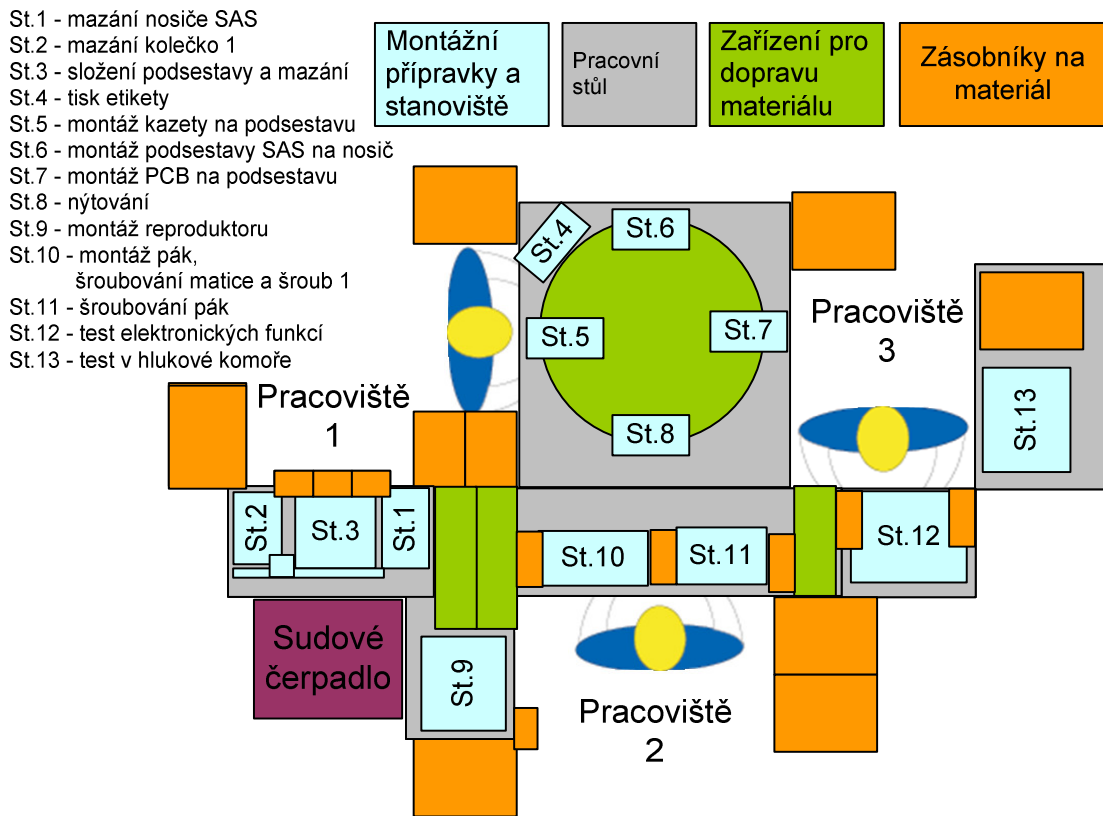 St.1 - mazání nosiče SAS
St.2 - mazání kolečko 1
St.3 - složení podsestavy a mazání
St.4 - tisk etikety
St.5 - montáž kazety na podsestavu
St.6 - montáž podsestavy SAS na nosič
St.7 - montáž PCB na podsestavu
St.8 - nýtování
St.9 - montáž reproduktoru
St.10 - montáž pák,
šroubování matice a šroub 1
St.11 - šroubování pák
St.12 - test elektronických funkcí
St.13 - test v hlukové komoře
Montážní
přípravky a
stanoviště
Pracovní
stůl
Zařízení pro
dopravu
materiálu
Zásobníky na
materiál
St.4
St.6
St.5
St.7
St.8
Pracoviště
3
St.13
Pracoviště
1
St.2
St.3
St.1
St.10
St.11
St.12
Sudové
čerpadlo
St.9
Pracoviště
2